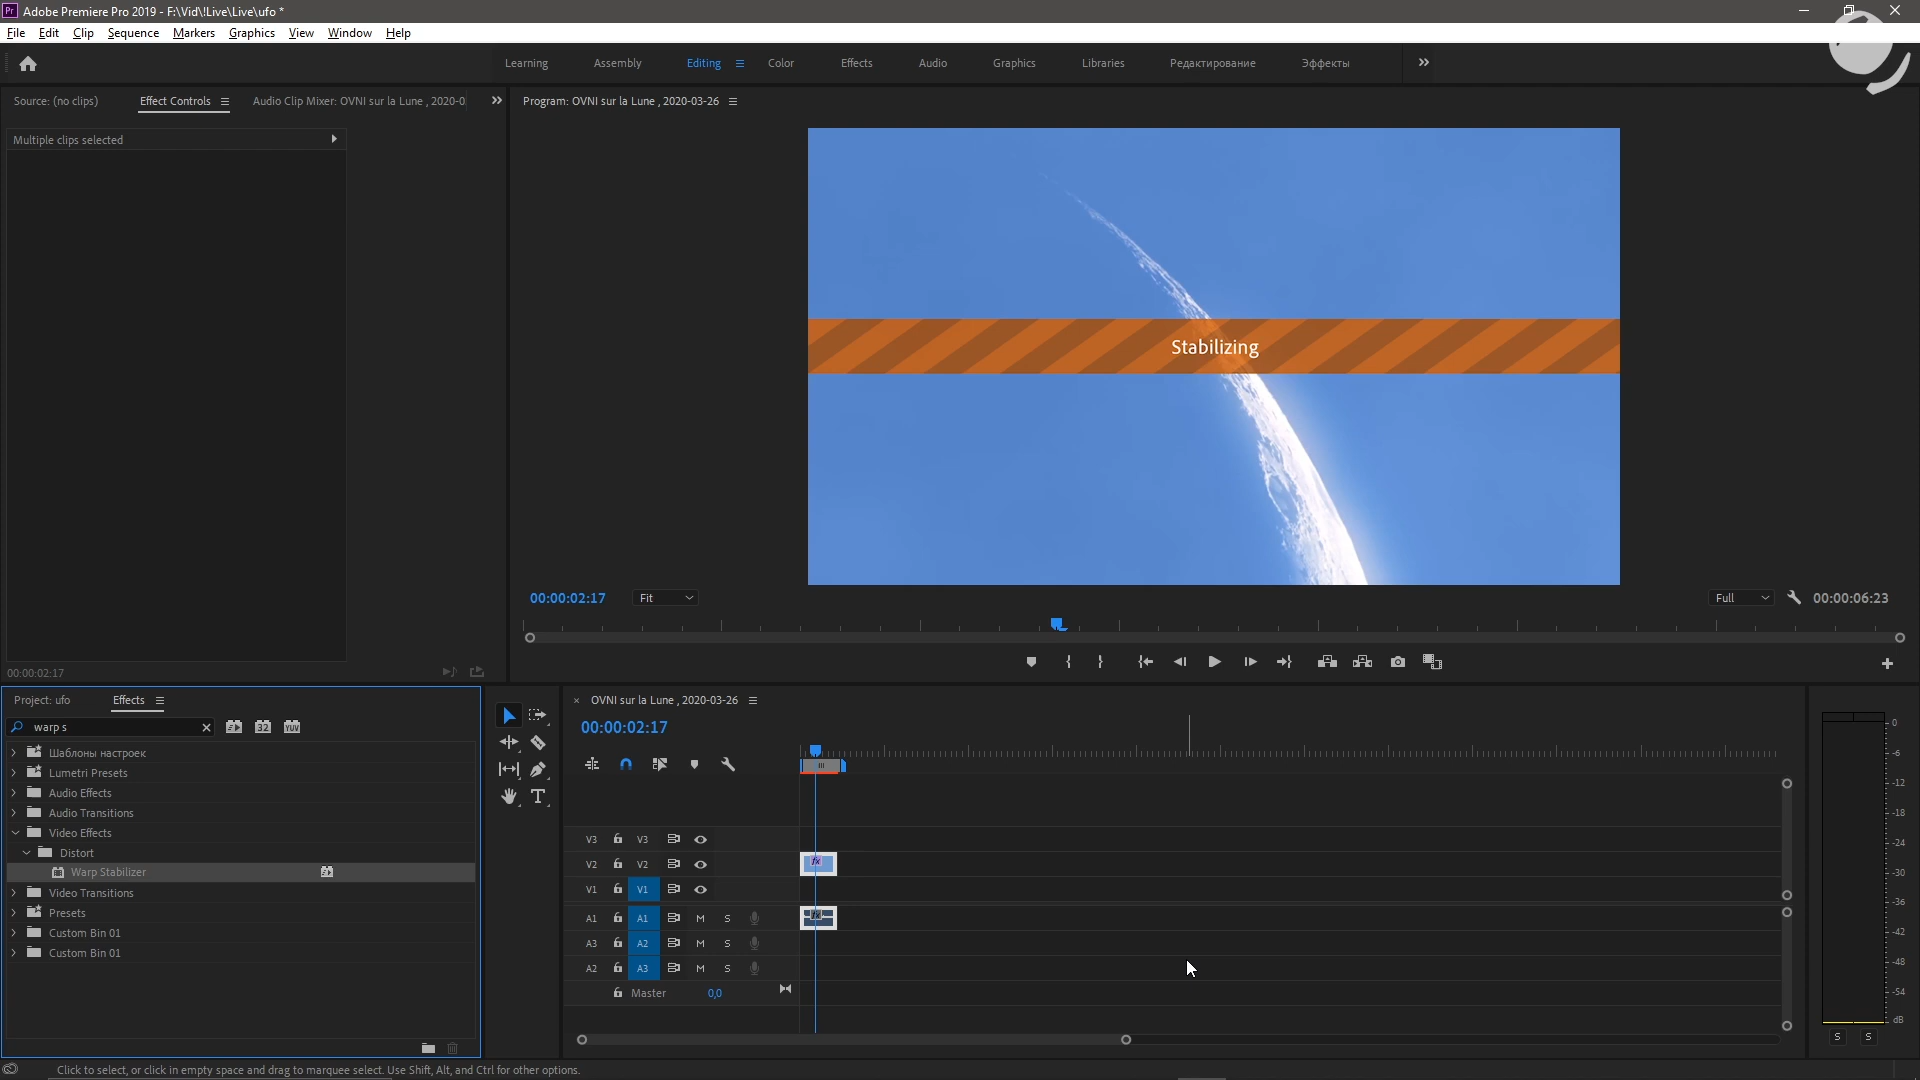 Pr Adobe Premiere Pro 2019 - F:\Vid\!Live\Live\ufo *
File Edit Clip Sequence Markers Graphics View Window Help
Learning Assembly Editing Color Effects Audio Graphics Libraries Редактирование Эффекты
Source: (no clips) Effect Controls Audio Clip Mixer: OVNI sur la Lune , 2020-0
Program: OVNI sur la Lune , 2020-03-26
Multiple clips selected
Stabilizing
00:00:02:17 Fit Full 00:00:06:23
00:00:02:17
Project: ufo Effects
warp s 32 YUV
Шаблоны настроек
Lumetri Presets
Audio Effects
Audio Transitions
Video Effects
Distort
Warp Stabilizer
Video Transitions
Presets
Custom Bin 01
Custom Bin 01
T
× OVNI sur la Lune , 2020-03-26
00:00:02:17
V3 V3
V2 V2 fx
V1 V1
A1 A1 M S fx
A3 A2 M S
A2 A3 M S
Master 0,0
0
-6
-12
-18
-24
-30
-36
-42
-48
-54
dB
S S
Click to select, or click in empty space and drag to marquee select. Use Shift, Alt, and Ctrl for other options.